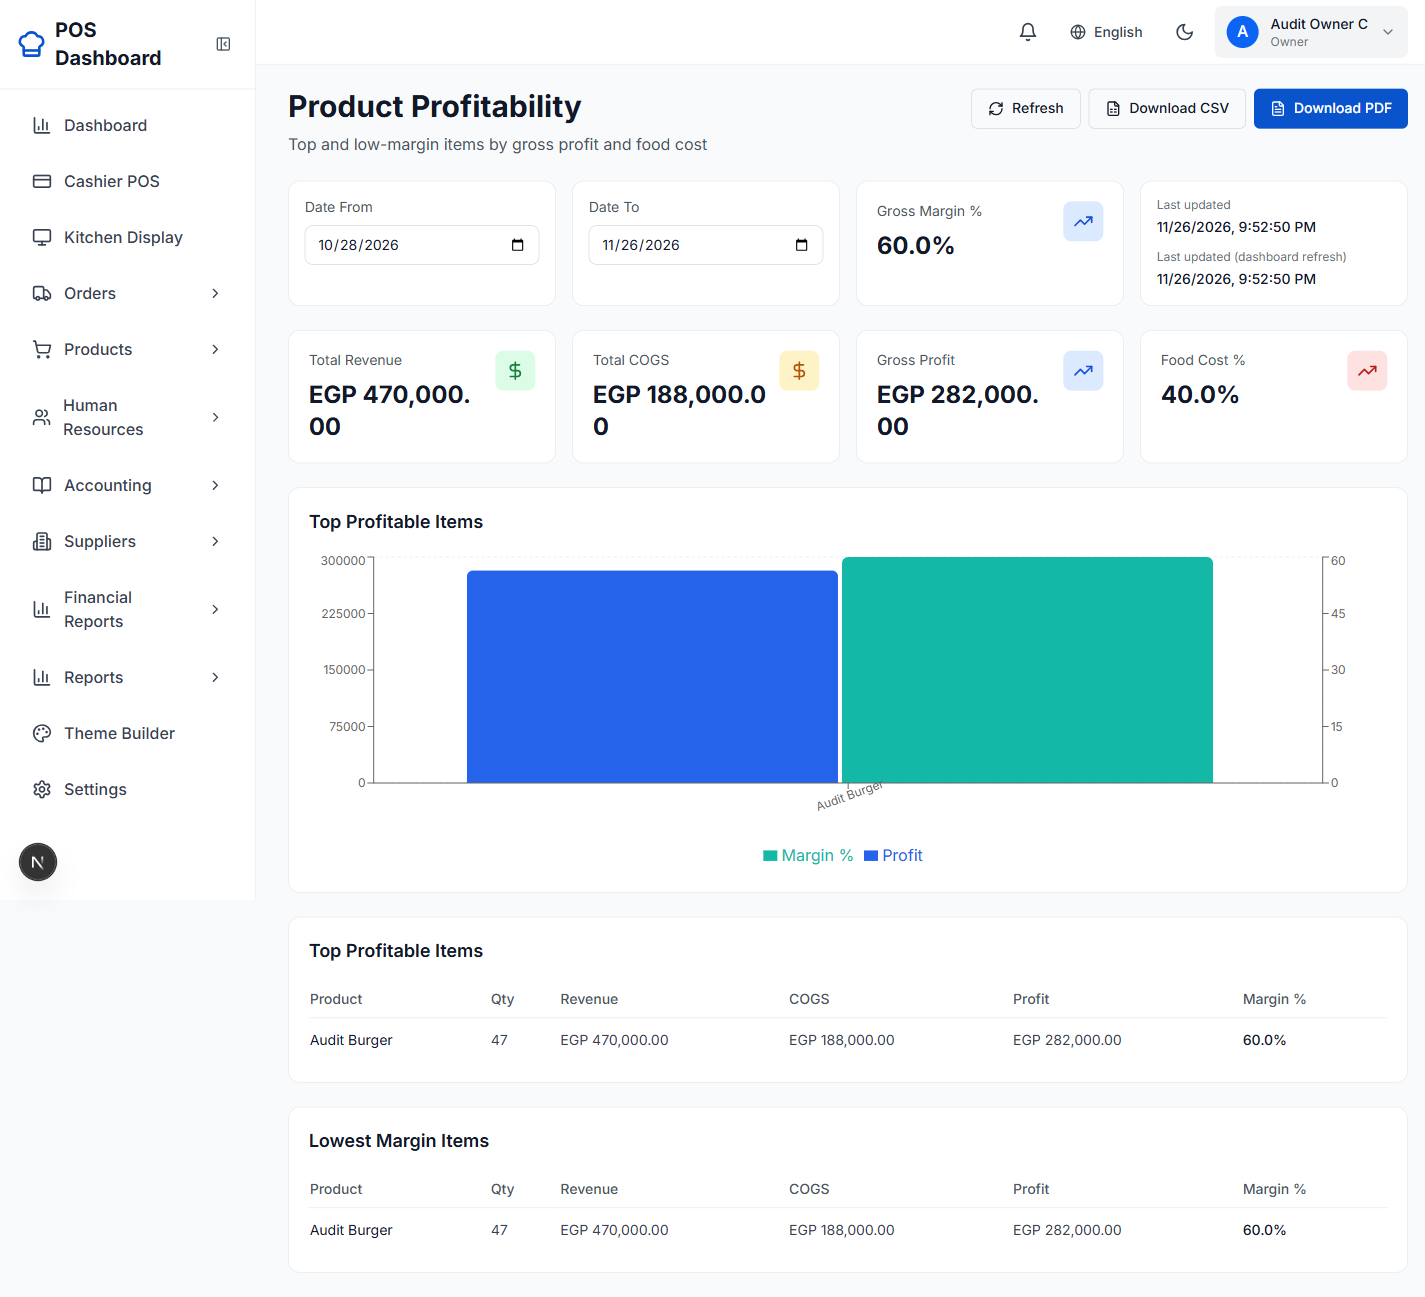 POS
Dashboard
English
A
Audit Owner C
Owner
Dashboard
Cashier POS
Kitchen Display
Orders
Products
Human
Resources
Accounting
Suppliers
Financial
Reports
Reports
Theme Builder
Settings
N
Product Profitability
Top and low-margin items by gross profit and food cost
Refresh
Download CSV
Download PDF
Date From
10/28/2026
Date To
11/26/2026
Gross Margin %
60.0%
Last updated
11/26/2026, 9:52:50 PM
Last updated (dashboard refresh)
11/26/2026, 9:52:50 PM
Total Revenue
EGP 470,000.
00
Total COGS
EGP 188,000.0
0
Gross Profit
EGP 282,000.
00
Food Cost %
40.0%
Top Profitable Items
300000
225000
150000
75000
0
60
45
30
15
0
Audit Burger
Margin %
Profit
Top Profitable Items
Product Qty Revenue COGS Profit Margin %
Audit Burger 47 EGP 470,000.00 EGP 188,000.00 EGP 282,000.00 60.0%
Lowest Margin Items
Product Qty Revenue COGS Profit Margin %
Audit Burger 47 EGP 470,000.00 EGP 188,000.00 EGP 282,000.00 60.0%